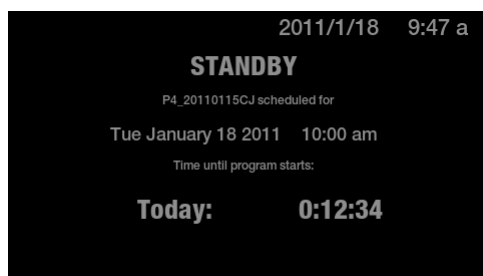 2011/1/18 9:47 a
STANDBY
P4_20110115CJ scheduled for
Tue January 18 2011 10:00 am
Time until program starts:
Today: 0:12:34